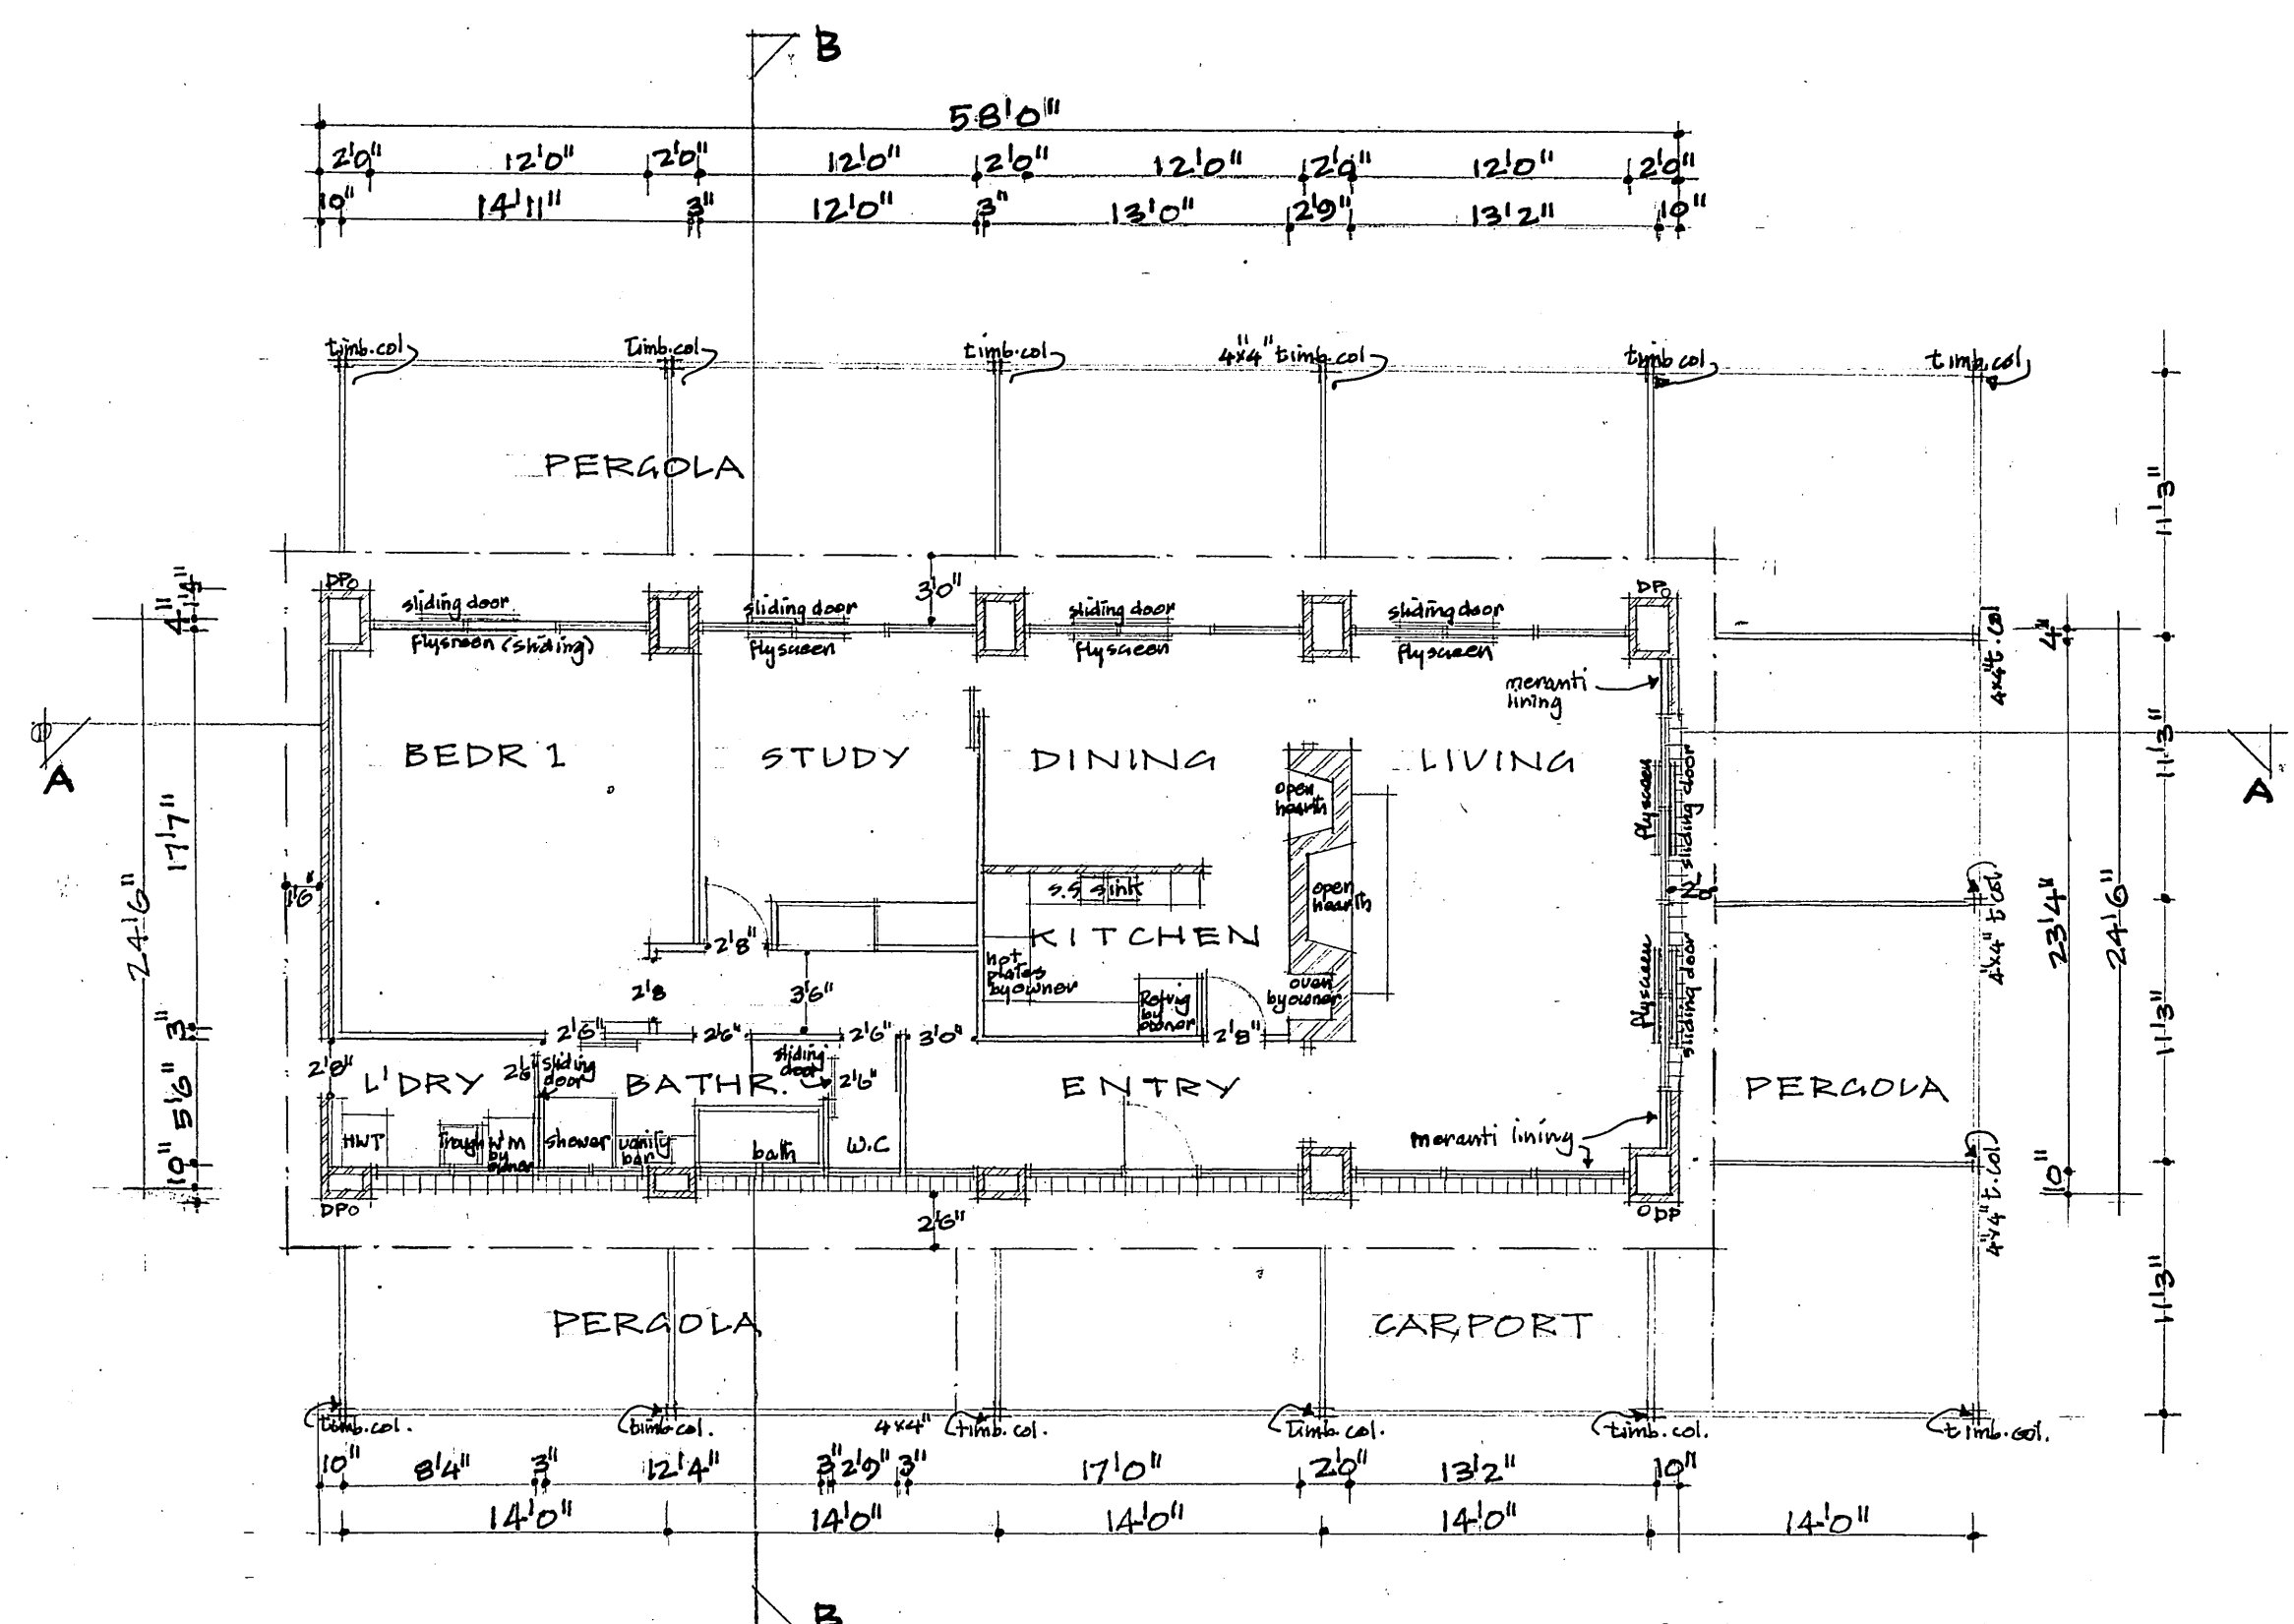 B
58'0"
2'0" 12'0" 2'0" 12'0" 2'0" 12'0" 2'0" 12'0" 2'0"
10" 14'11" 3" 12'0" 3" 13'0" 2'9" 13'2" 10"
timb.col
timb.col
timb.col
4"x4" timb.col
timb col
timb.col
PERGOLA
11'3"
3'0"
DP
DP
sliding door
flyscreen (sliding)
sliding door
flyscreen
sliding door
flyscreen
sliding door
flyscreen
4"
1'4"
4"
4x4" t.col
meranti
lining
A
BEDR 1
STUDY
DINING
LIVING
A
11'3"
open
hearth
flyscreen
sliding door
17'7"
24'6"
1'6"
s.s sink
open
hearth
2'0
4"x4" t col
23'4"
24'6"
2'8"
KITCHEN
hot
plates
by owner
2'8
3'6"
Refrig
by
owner
oven
by owner
flyscreen
sliding door
3"
2'6"
2'6"
2'6"
3'0"
2'8"
11'3"
2'8"
L'DRY
2'6"
sliding
door
BATHR.
sliding
door
2'6"
ENTRY
PERGOLA
5'6"
HWT
trough
W'm
by
owner
shower
vanity
bar
bath
W.C
meranti lining
10"
10"
4"x4" t.col
DP
DP
2'6"
PERGOLA
CARPORT
11'3"
timb.col.
timb.col.
4x4"
timb.col.
timb.col.
timb.col.
timb.col.
10" 8'4" 3" 12'4" 3" 2'9" 3" 17'0" 2'0" 13'2" 10"
14'0" 14'0" 14'0" 14'0" 14'0"
B